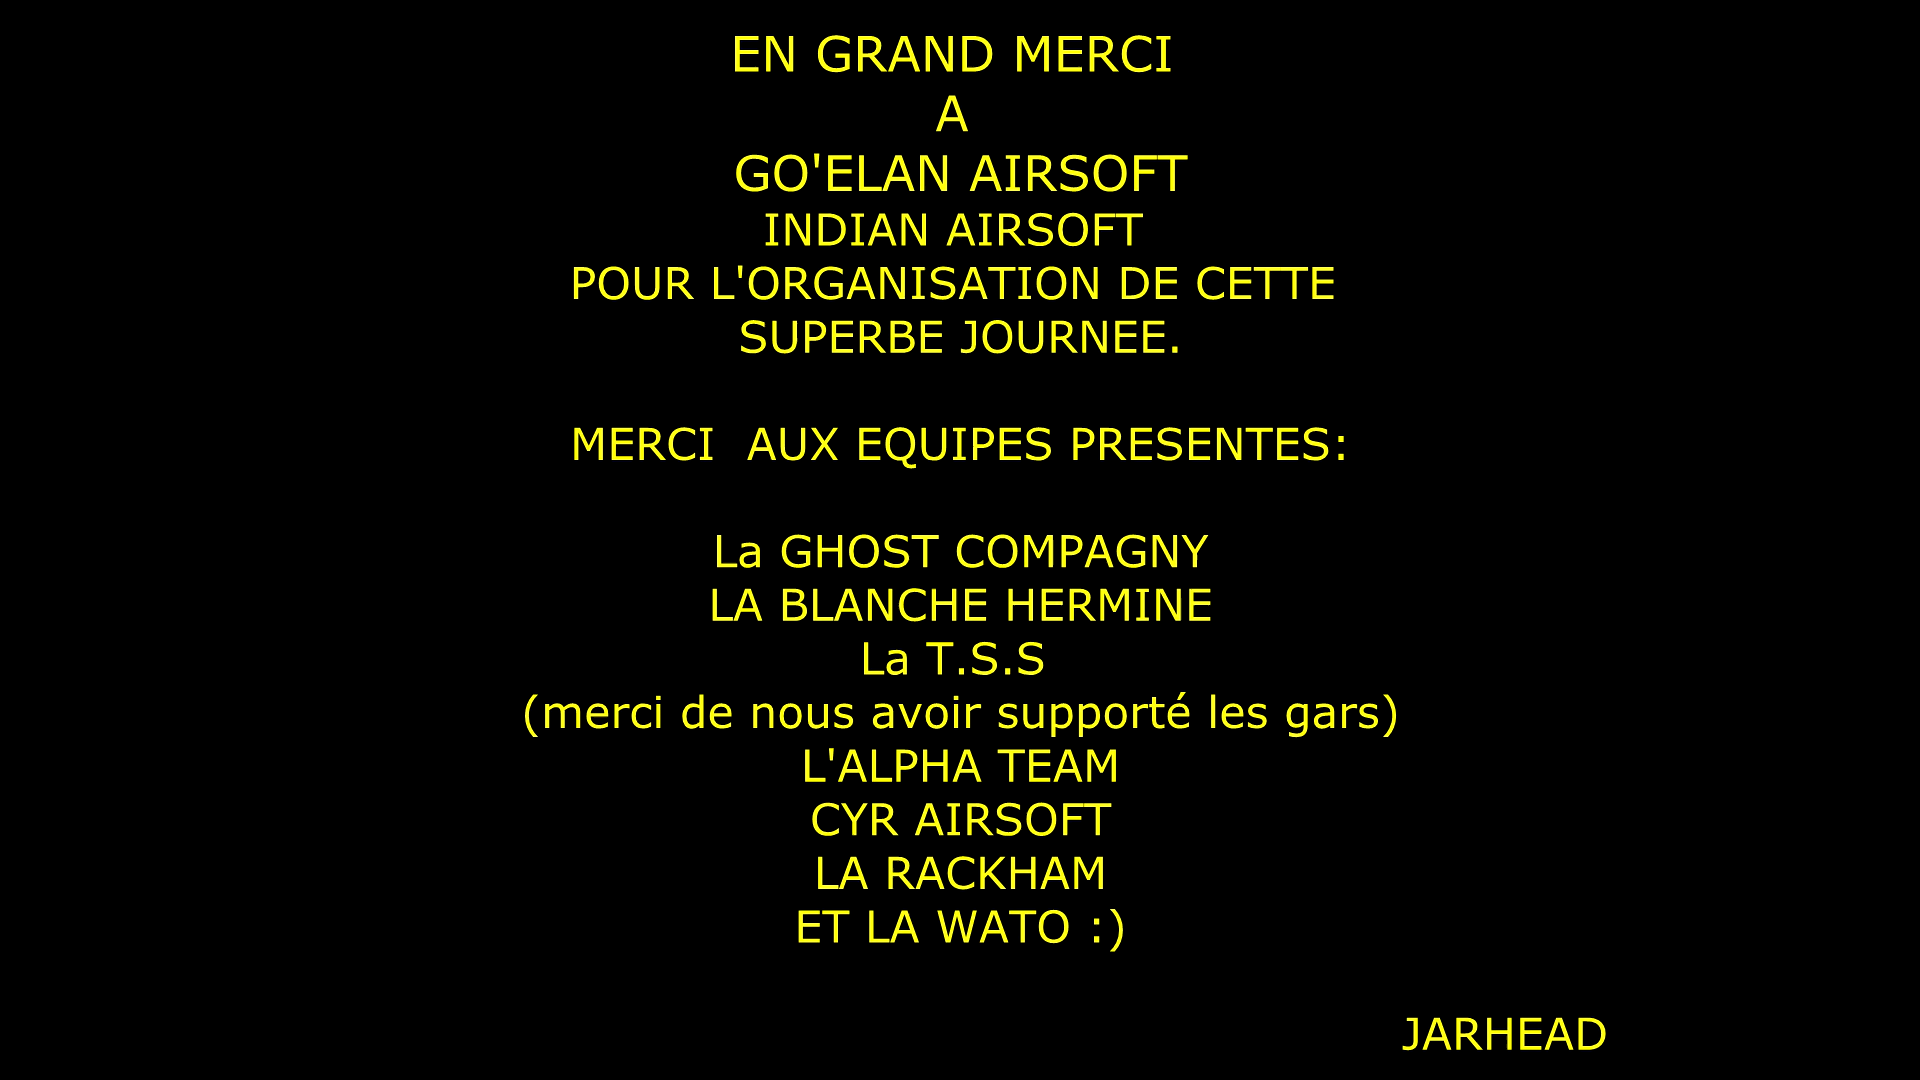 EN GRAND MERCI
A
GO'ELAN AIRSOFT
INDIAN AIRSOFT
POUR L'ORGANISATION DE CETTE
SUPERBE JOURNEE.
MERCI  AUX EQUIPES PRESENTES:
La GHOST COMPAGNY
LA BLANCHE HERMINE
La T.S.S
(merci de nous avoir supporté les gars)
L'ALPHA TEAM
CYR AIRSOFT
LA RACKHAM
ET LA WATO :)
JARHEAD